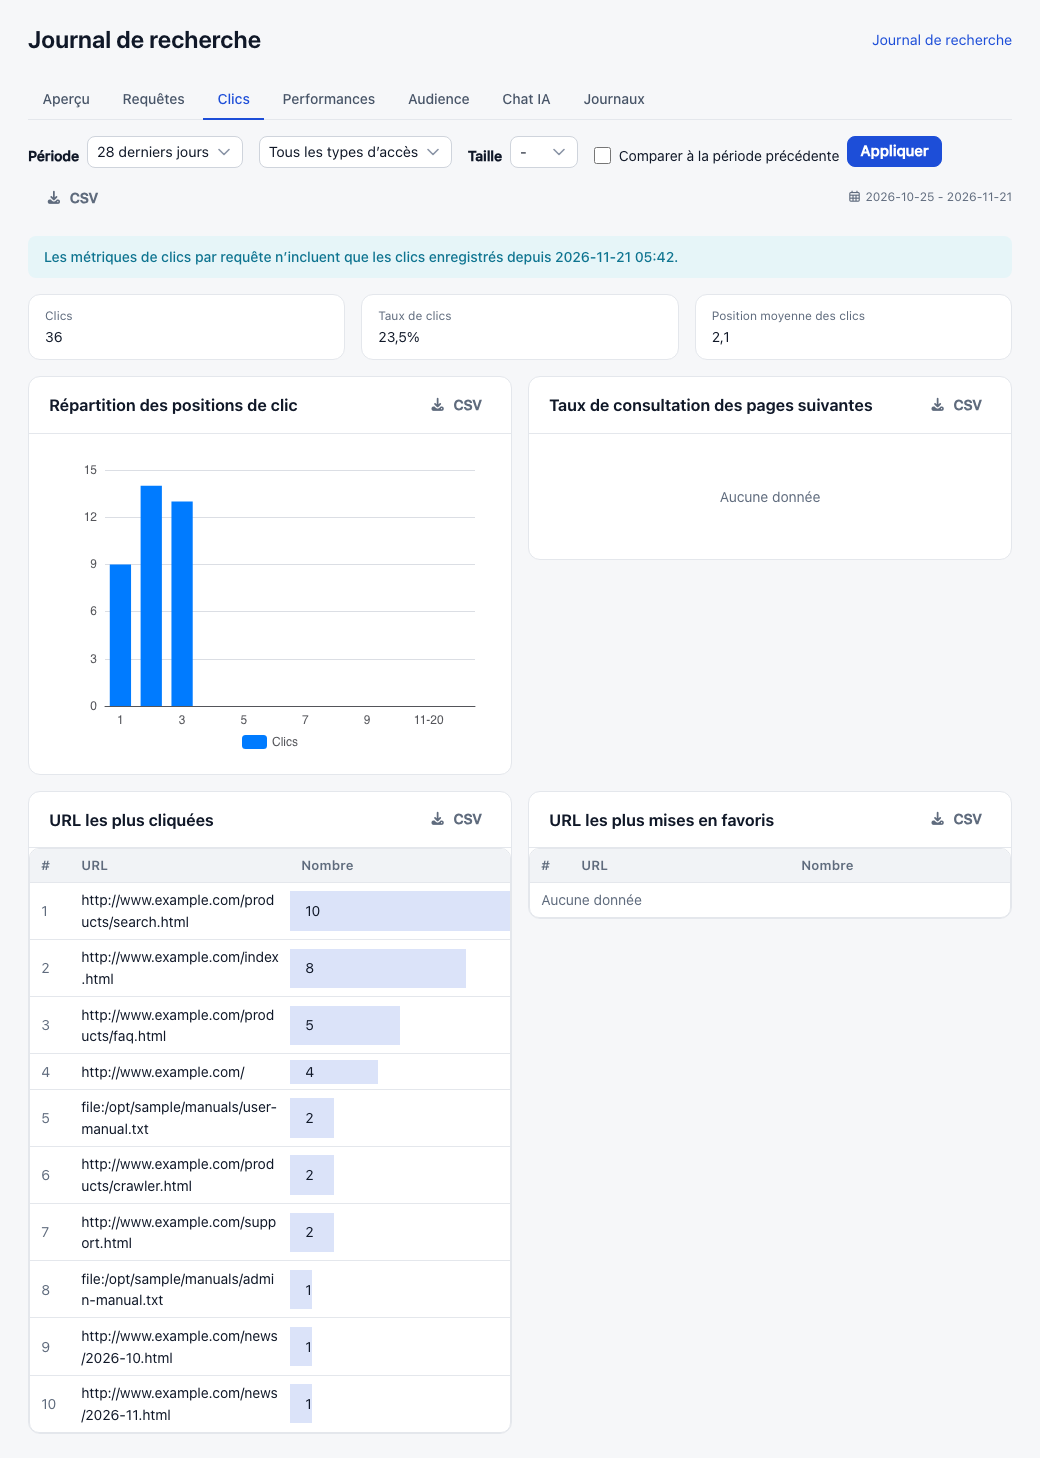 Journal de recherche
Journal de recherche
Aperçu
Requêtes
Clics
Performances
Audience
Chat IA
Journaux
Période
28 derniers jours
Tous les types d’accès
Taille
-
Comparer à la période précédente
Appliquer
CSV
2026-10-25 - 2026-11-21
Les métriques de clics par requête n’incluent que les clics enregistrés depuis 2026-11-21 05:42.
Clics
36
Taux de clics
23,5%
Position moyenne des clics
2,1
Répartition des positions de clic
CSV
15
12
9
6
3
0
1
3
5
7
9
11-20
Clics
Taux de consultation des pages suivantes
CSV
Aucune donnée
URL les plus cliquées
CSV
# URL Nombre
1 http://www.example.com/prod
ucts/search.html
10
2 http://www.example.com/index
.html
8
3 http://www.example.com/prod
ucts/faq.html
5
4 http://www.example.com/ 4
5 file:/opt/sample/manuals/user-
manual.txt
2
6 http://www.example.com/prod
ucts/crawler.html
2
7 http://www.example.com/supp
ort.html
2
8 file:/opt/sample/manuals/admi
n-manual.txt
1
9 http://www.example.com/news
/2026-10.html
1
10 http://www.example.com/news
/2026-11.html
1
URL les plus mises en favoris
CSV
# URL Nombre
Aucune donnée